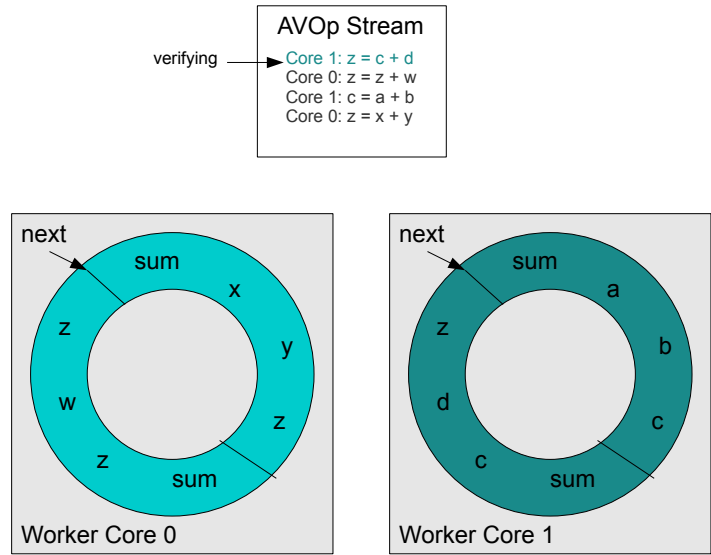 AVOp Stream
verifying
Core 1: z = c + d
Core 0: z = z + w
Core 1: c = a + b
Core 0: z = x + y
next
sum
x
y
z
sum
z
w
z
Worker Core 0
next
sum
a
b
c
sum
c
d
z
Worker Core 1